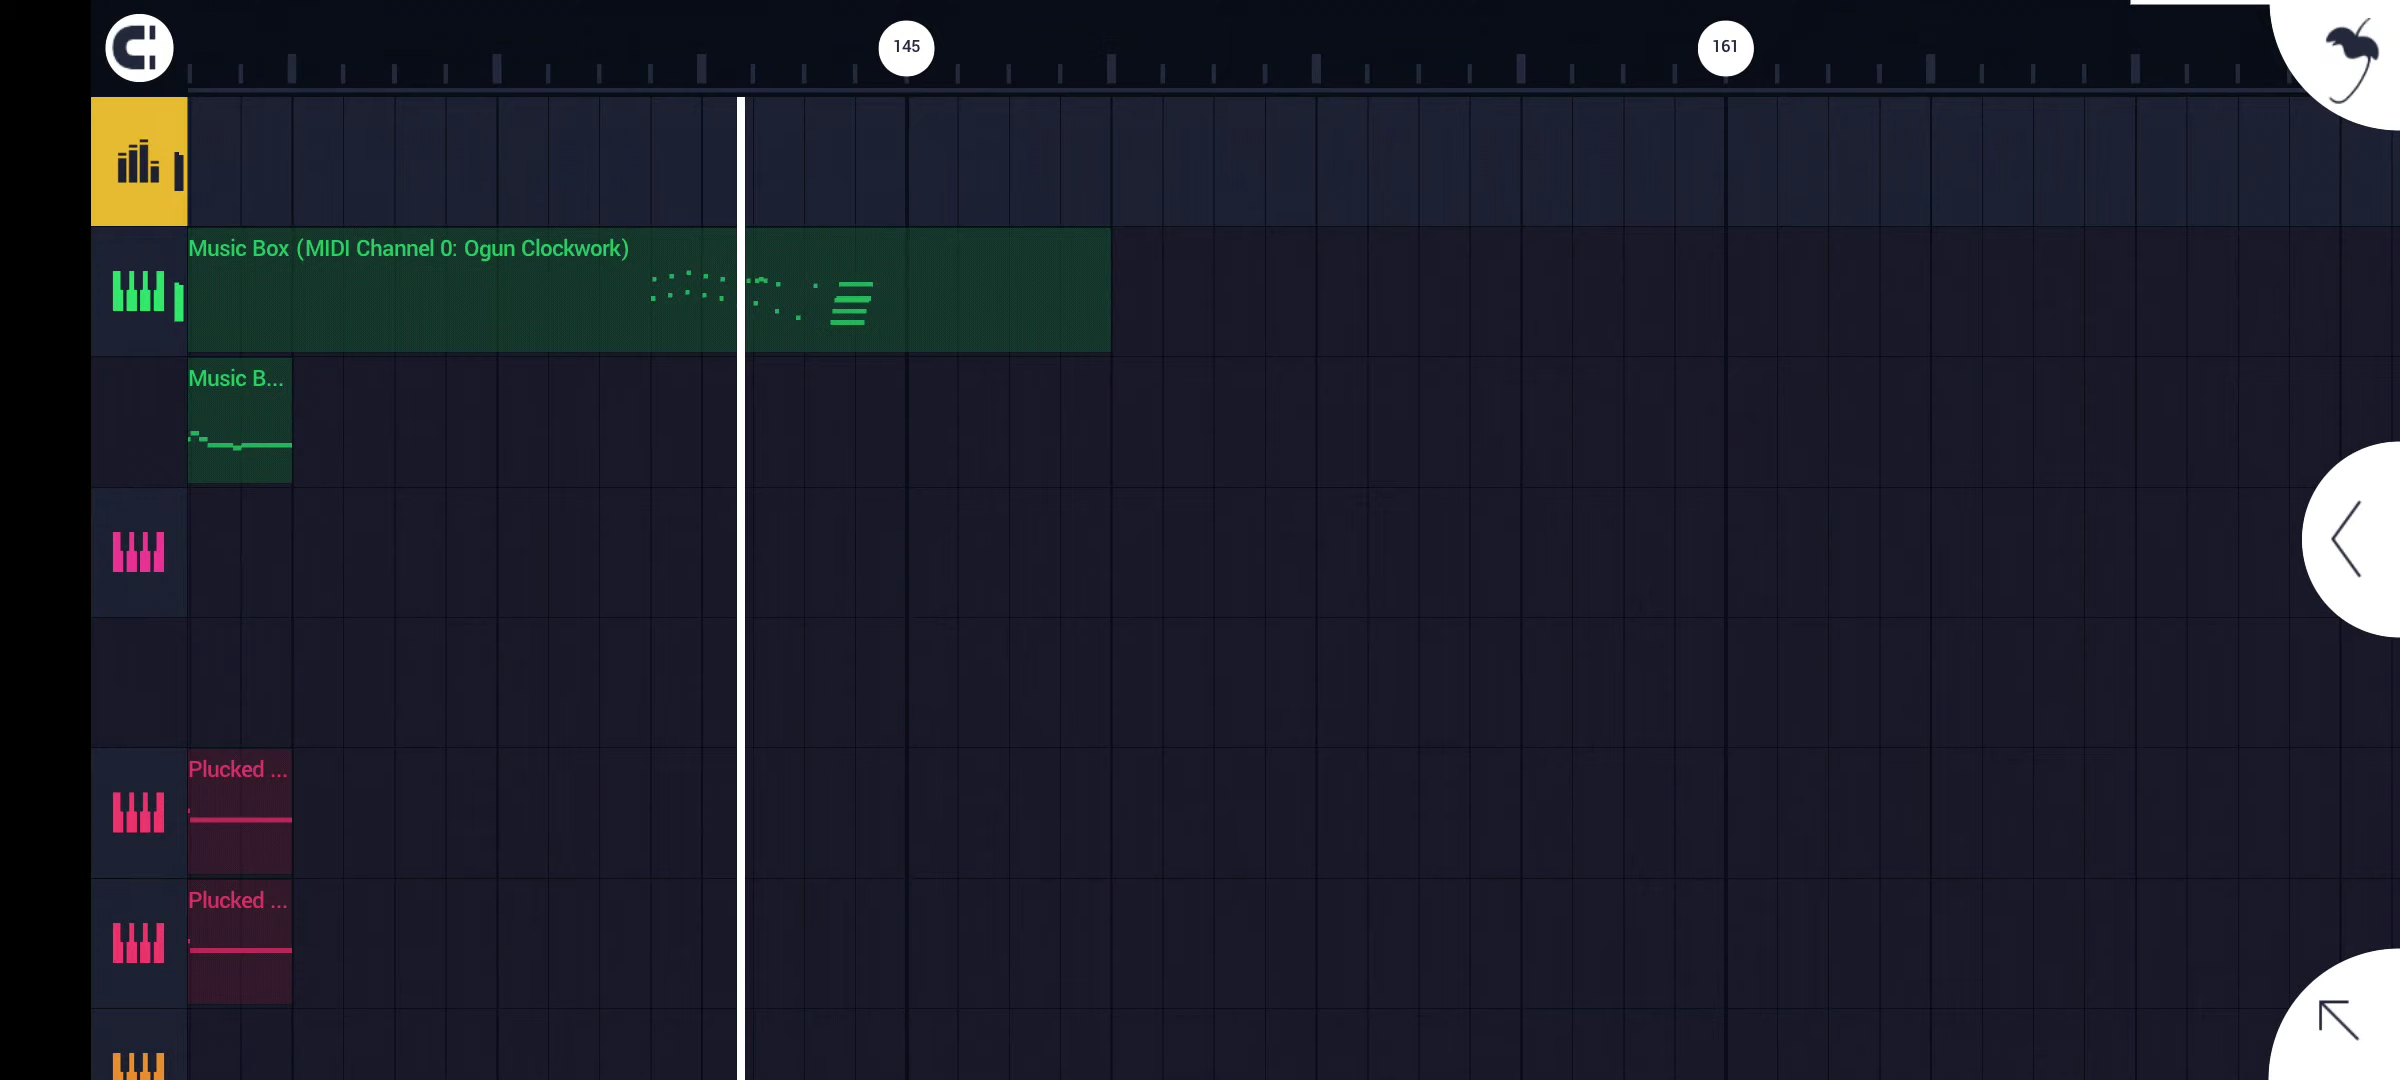 145
161
Music Box (MIDI Channel 0: Ogun Clockwork)
Music B...
Plucked ...
Plucked ...